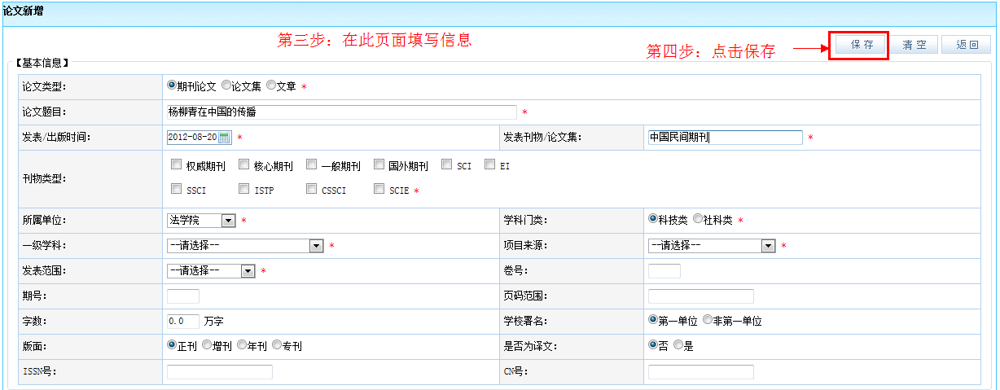 论文新增
第三步：在此页面填写信息
第四步：点击保存
保 存 清 空 返 回
【基本信息】
论文类型： 期刊论文 论文集 文章 *
论文题目： 杨柳青在中国的传播 *
发表/出版时间： 2012-08-20 * 发表刊物/论文集： 中国民间期刊 *
刊物类型： 权威期刊 核心期刊 一般期刊 国外期刊 SCI EI
SSCI ISTP CSSCI SCIE *
所属单位： 法学院 * 学科门类： 科技类 社科类 *
一级学科： --请选择-- * 项目来源： --请选择-- *
发表范围： --请选择-- * 卷号：
期号： 页码范围：
字数： 0.0 万字 学校署名： 第一单位 非第一单位
版面： 正刊 增刊 年刊 专刊 是否为译文： 否 是
ISSN号： CN号：